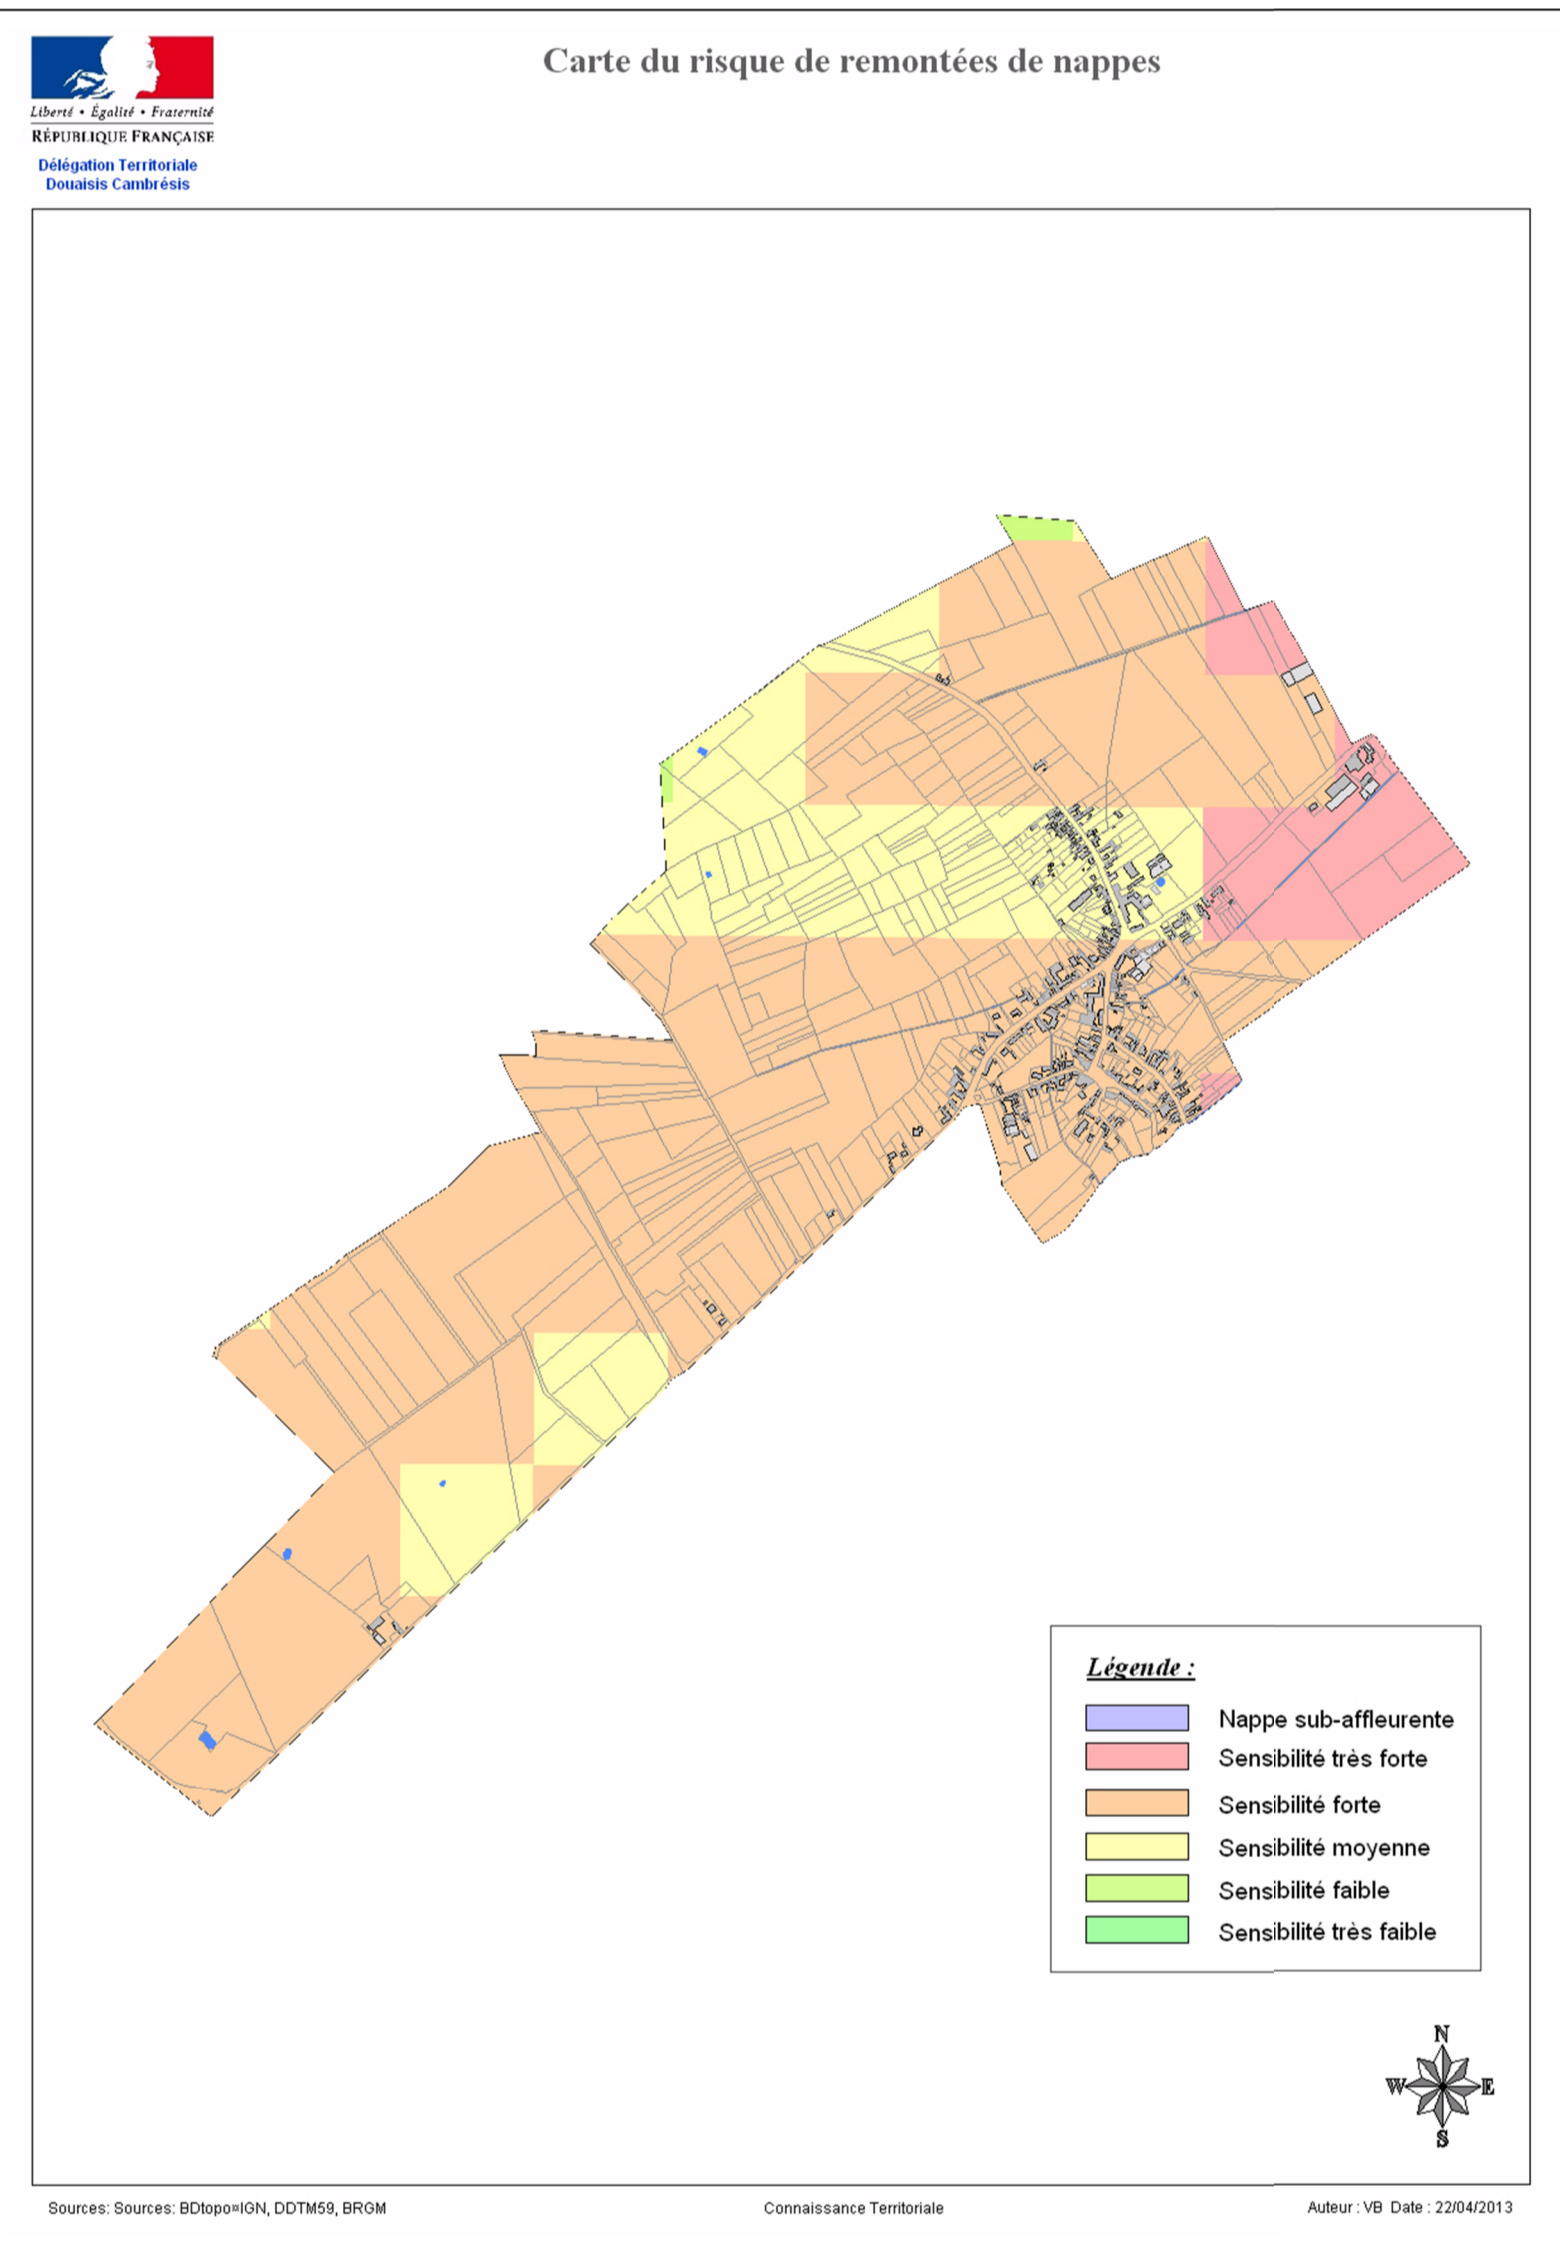 Carte du risque de remontées de nappes
Liberté • Égalité • Fraternité
RÉPUBLIQUE FRANÇAISE
Délégation Territoriale
Douaisis Cambrésis
Légende :
Nappe sub-affleurente
Sensibilité très forte
Sensibilité forte
Sensibilité moyenne
Sensibilité faible
Sensibilité très faible
N
W E
S
Sources: Sources: BDtopo¤IGN, DDTM59, BRGM
Connaissance Territoriale
Auteur : VB Date : 22/04/2013